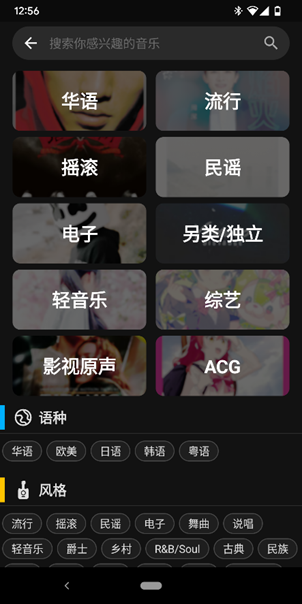 12:56
搜索你感兴趣的音乐
华语 流行
摇滚 民谣
电子 另类/独立
轻音乐 综艺
影视原声 ACG
语种
华语 欧美 日语 韩语 粤语
风格
流行 摇滚 民谣 电子 舞曲 说唱
轻音乐 爵士 乡村 R&B/Soul 古典 民族